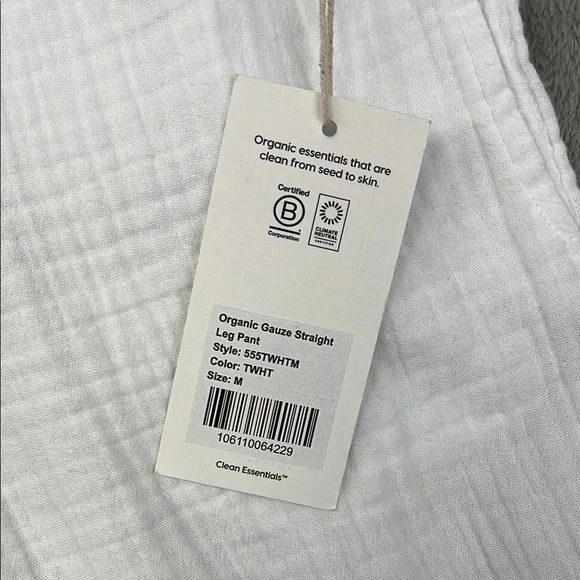 Organic essentials that are
clean from seed to skin.
Certified
B
Corporation
CLIMATE
NEUTRAL
CERTIFIED
Organic Gauze Straight
Leg Pant
Style: 555TWHTM
Color: TWHT
Size: M
106110064229
Clean Essentials™